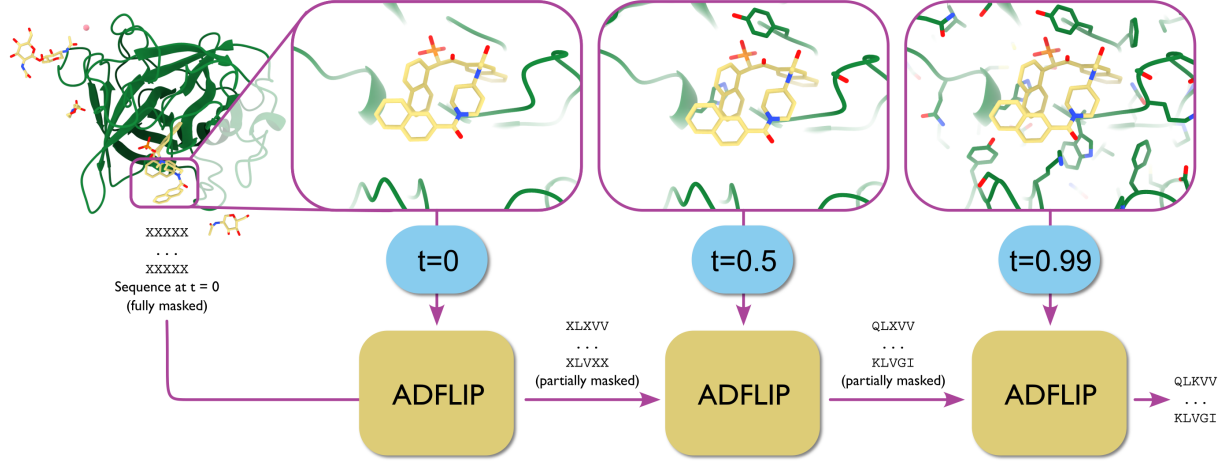 t=0
t=0.5
t=0.99
XXXXX
...
XXXXX
Sequence at t = 0
(fully masked)
ADFLIP
XLXVV
...
XLVXX
(partially masked)
ADFLIP
QLXVV
...
KLVGI
(partially masked)
ADFLIP
QLKVV
...
KLVGI